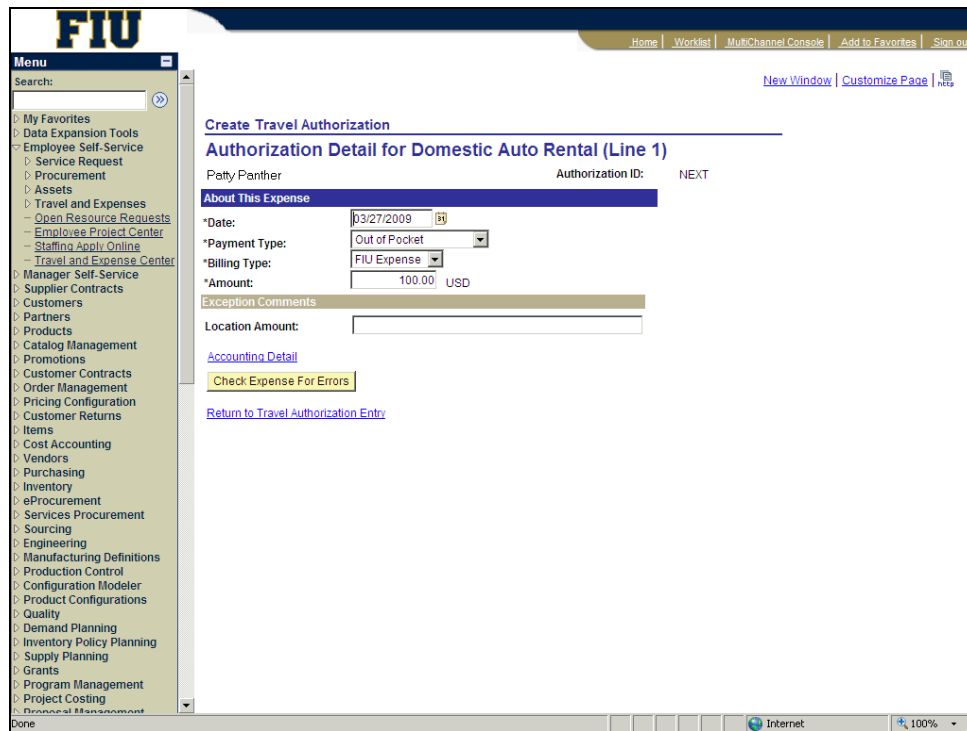 FIU
Home | Worklist | MultiChannel Console | Add to Favorites | Sign ou
Menu
Search:
New Window | Customize Page | http
My Favorites
Data Expansion Tools
Employee Self-Service
Service Request
Procurement
Assets
Travel and Expenses
– Open Resource Requests
– Employee Project Center
– Staffing Apply Online
– Travel and Expense Center
Manager Self-Service
Supplier Contracts
Customers
Partners
Products
Catalog Management
Promotions
Customer Contracts
Order Management
Pricing Configuration
Customer Returns
Items
Cost Accounting
Vendors
Purchasing
Inventory
eProcurement
Services Procurement
Sourcing
Engineering
Manufacturing Definitions
Production Control
Configuration Modeler
Product Configurations
Quality
Demand Planning
Inventory Policy Planning
Supply Planning
Grants
Program Management
Project Costing
Proposal Management
Create Travel Authorization
Authorization Detail for Domestic Auto Rental (Line 1)
Patty Panther Authorization ID: NEXT
About This Expense
*Date: 03/27/2009 31
*Payment Type: Out of Pocket
*Billing Type: FIU Expense
*Amount: 100.00 USD
Exception Comments
Location Amount:
Accounting Detail
Check Expense For Errors
Return to Travel Authorization Entry
Done Internet 100%